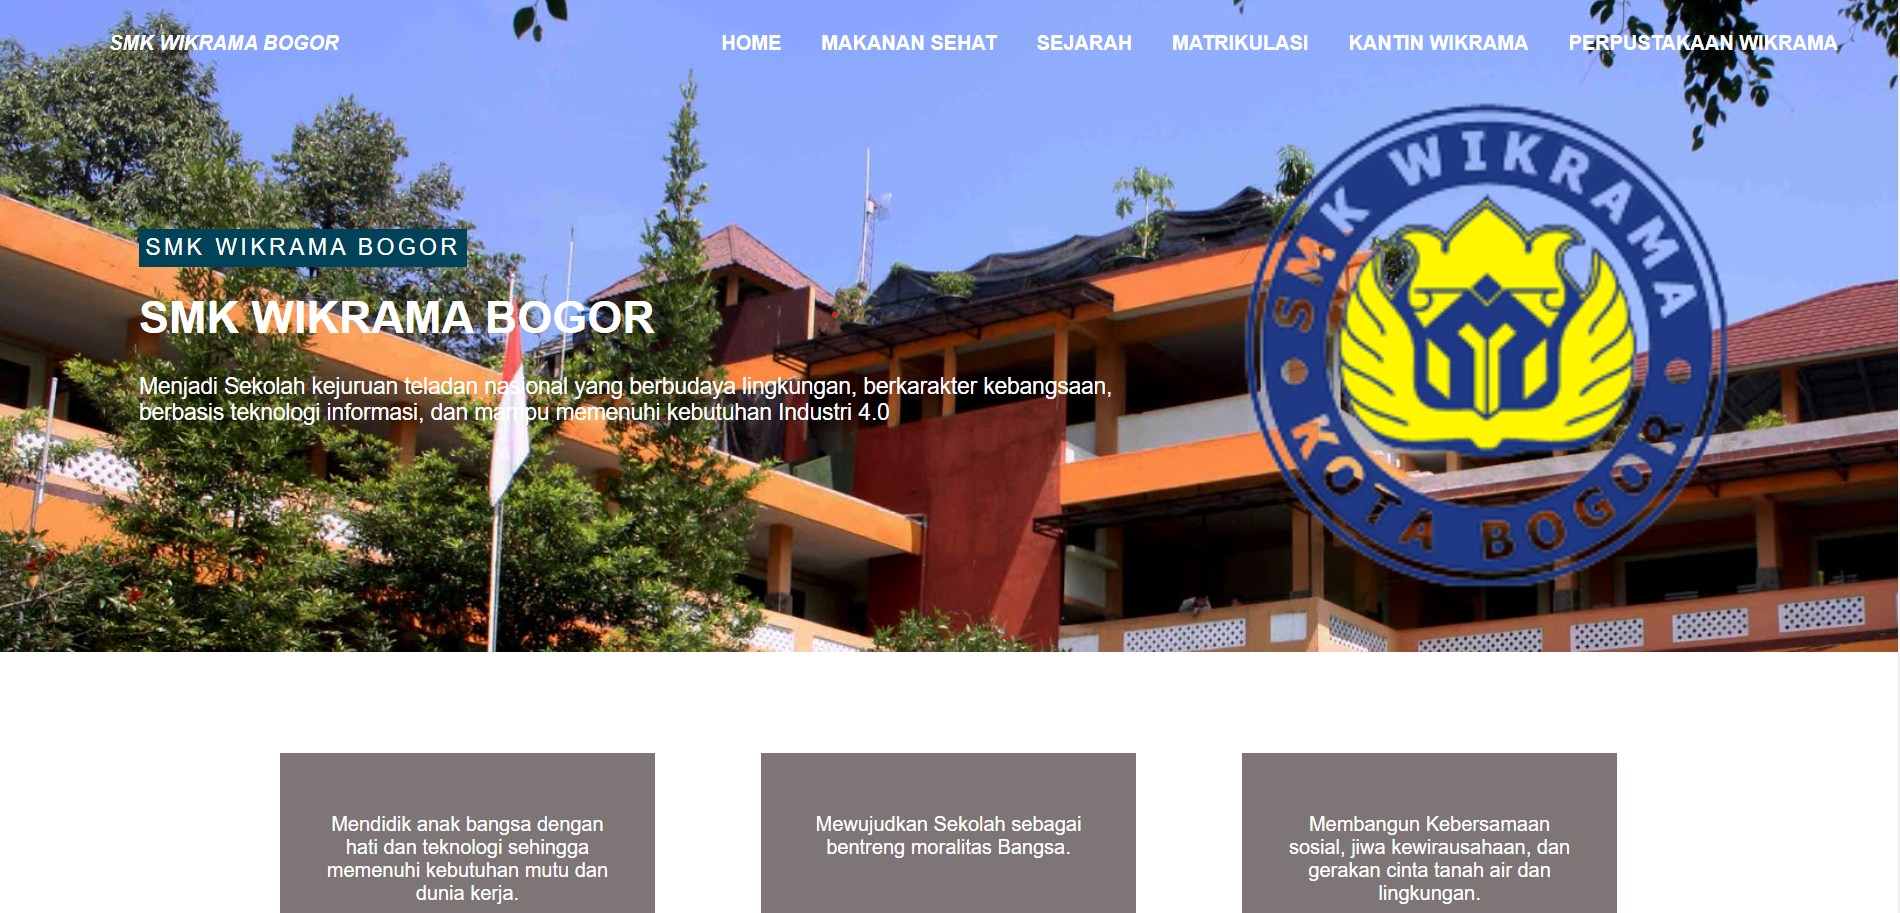 SMK WIKRAMA BOGOR
HOME
MAKANAN SEHAT
SEJARAH
MATRIKULASI
KANTIN WIKRAMA
PERPUSTAKAAN WIKRAMA
SMK WIKRAMA
KOTA BOGOR
SMK WIKRAMA BOGOR
SMK WIKRAMA BOGOR
Menjadi Sekolah kejuruan teladan nasional yang berbudaya lingkungan, berkarakter kebangsaan,
berbasis teknologi informasi, dan mampu memenuhi kebutuhan Industri 4.0
Mendidik anak bangsa dengan
hati dan teknologi sehingga
memenuhi kebutuhan mutu dan
dunia kerja.
Mewujudkan Sekolah sebagai
bentreng moralitas Bangsa.
Membangun Kebersamaan
sosial, jiwa kewirausahaan, dan
gerakan cinta tanah air dan
lingkungan.